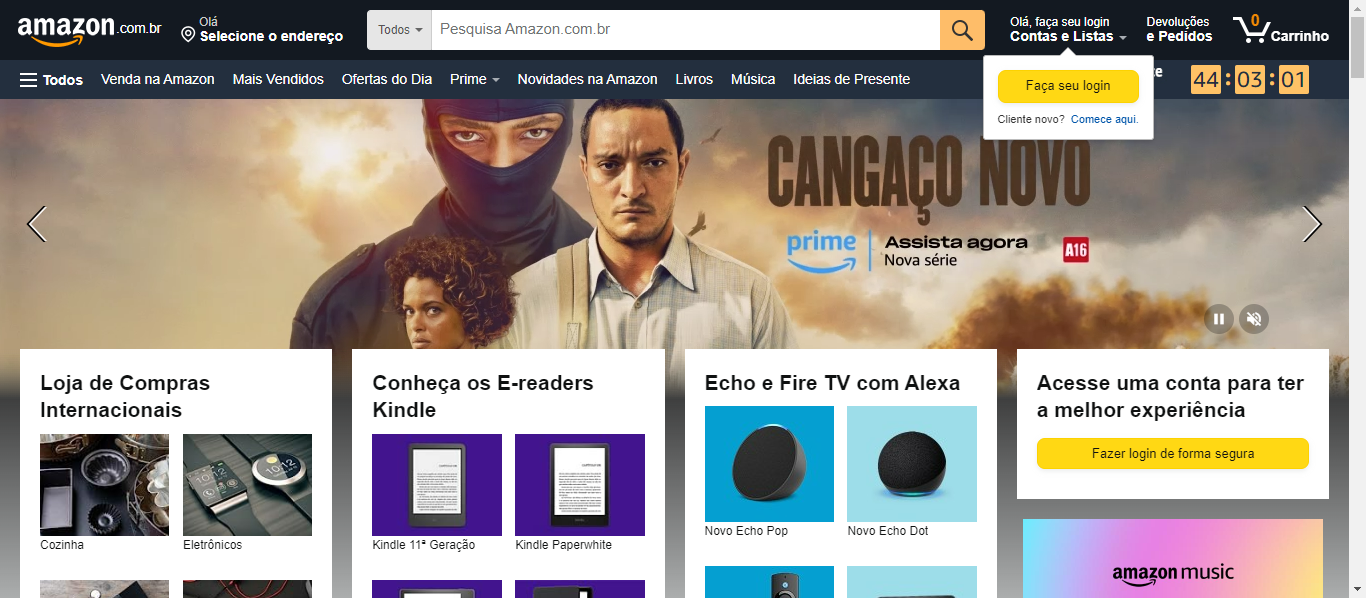 amazon.com.br
Olá
Selecione o endereço
Todos
Pesquisa Amazon.com.br
Olá, faça seu login
Contas e Listas
Devoluções
e Pedidos
0
Carrinho
Todos
Venda na Amazon
Mais Vendidos
Ofertas do Dia
Prime
Novidades na Amazon
Livros
Música
Ideias de Presente
44:03:01
Faça seu login
Cliente novo? Comece aqui.
CANGAÇO NOVO
prime
Assista agora
Nova série
A16
Loja de Compras
Internacionais
Cozinha
Eletrônicos
Conheça os E-readers
Kindle
Kindle 11ª Geração
Kindle Paperwhite
Echo e Fire TV com Alexa
Novo Echo Pop
Novo Echo Dot
Acesse uma conta para ter
a melhor experiência
Fazer login de forma segura
amazon music